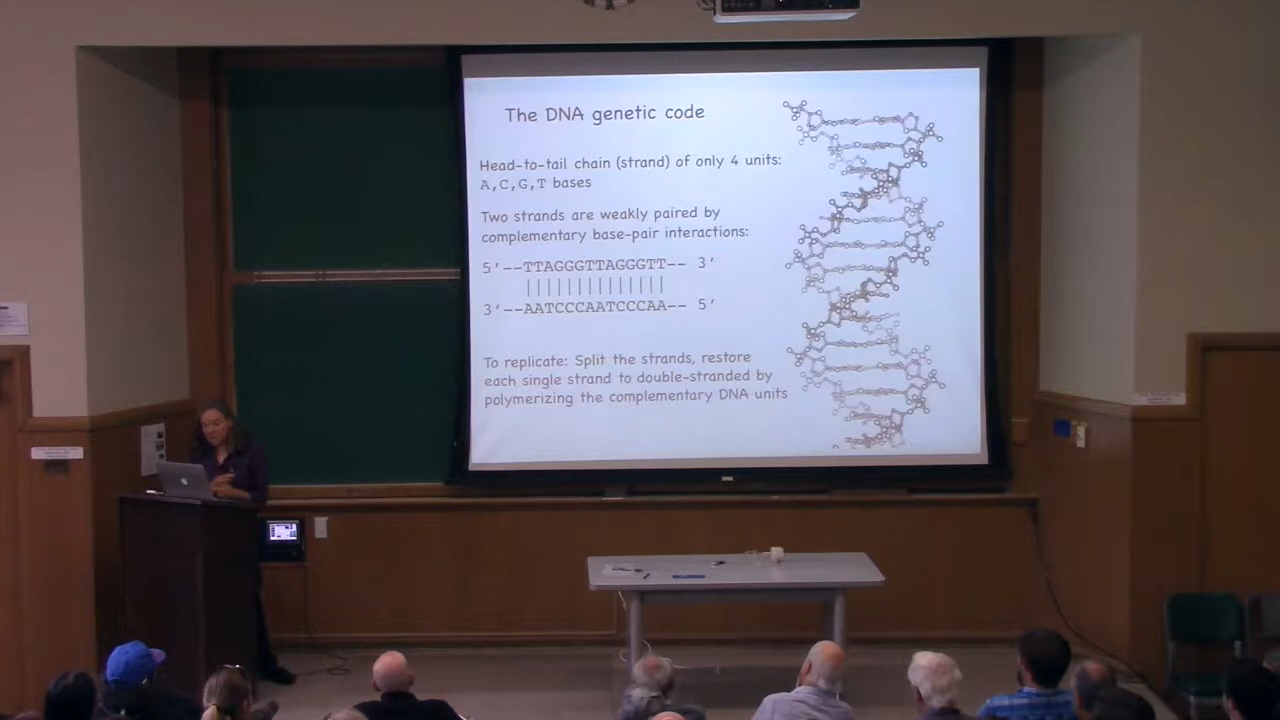 The DNA genetic code
Head-to-tail chain (strand) of only 4 units:
A,C,G,T bases
Two strands are weakly paired by
complementary base-pair interactions:
5'--TTAGGGTTAGGGTT-- 3'
||||||||||||||
3'--AATCCCAATCCCAA-- 5'
To replicate: Split the strands, restore
each single strand to double-stranded by
polymerizing the complementary DNA units